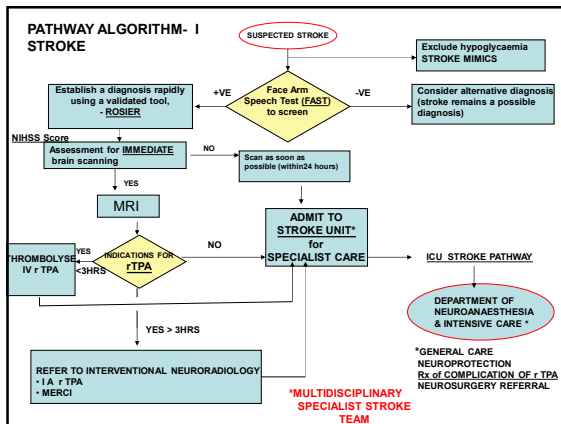 PATHWAY ALGORITHM- I
STROKE
SUSPECTED STROKE
Exclude hypoglycaemia
STROKE MIMICS
Establish a diagnosis rapidly
using a validated tool,
- ROSIER
+VE
Face Arm
Speech Test (FAST)
to screen
-VE
Consider alternative diagnosis
(stroke remains a possible
diagnosis)
NIHSS Score
Assessment for IMMEDIATE
brain scanning
NO
Scan as soon as
possible (within24 hours)
YES
MRI
ADMIT TO
STROKE UNIT*
for
SPECIALIST CARE
YES
<3HRS
INDICATIONS FOR
rTPA
NO
THROMBOLYSE
IV r TPA
ICU STROKE PATHWAY
DEPARTMENT OF
NEUROANAESTHESIA
& INTENSIVE CARE *
YES > 3HRS
REFER TO INTERVENTIONAL NEURORADIOLOGY
• I A r TPA
• MERCI
*MULTIDISCIPLINARY
SPECIALIST STROKE
TEAM
*GENERAL CARE
NEUROPROTECTION
Rx of COMPLICATION OF r TPA
NEUROSURGERY REFERRAL